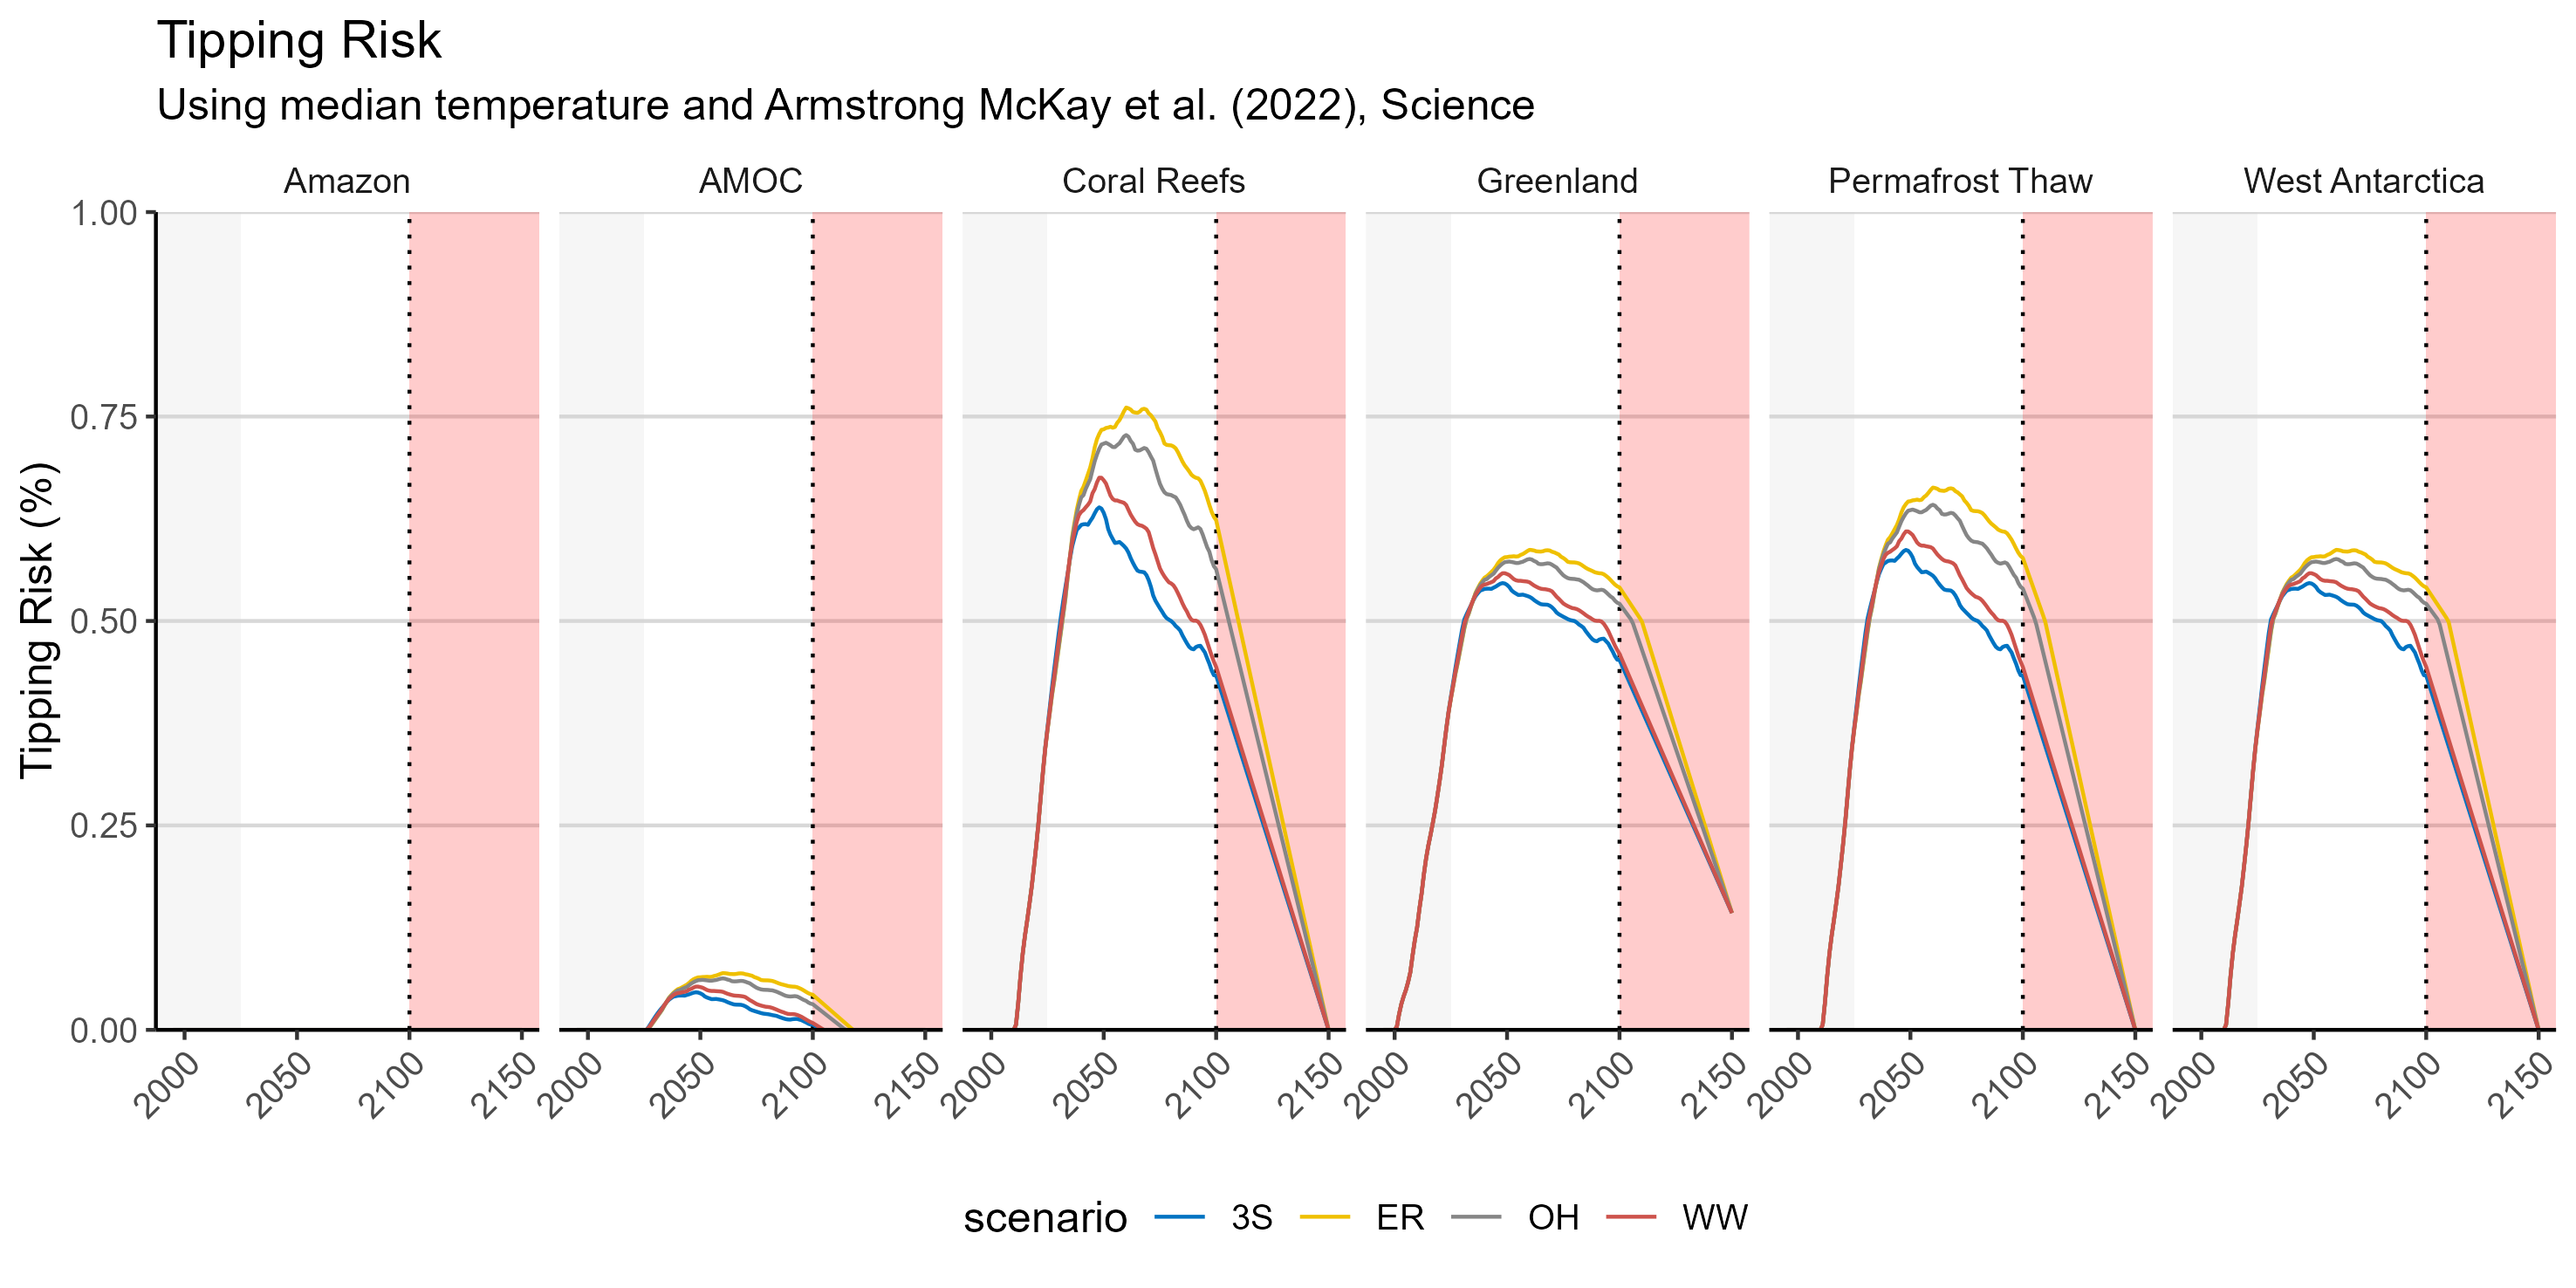 Tipping Risk
Using median temperature and Armstrong McKay et al. (2022), Science
Amazon AMOC Coral Reefs Greenland Permafrost Thaw West Antarctica
Tipping Risk (%)
1.00
0.75
0.50
0.25
0.00
2000 2050 2100 2150 2000 2050 2100 2150 2000 2050 2100 2150 2000 2050 2100 2150 2000 2050 2100 2150 2000 2050 2100 2150
scenario 3S ER OH WW